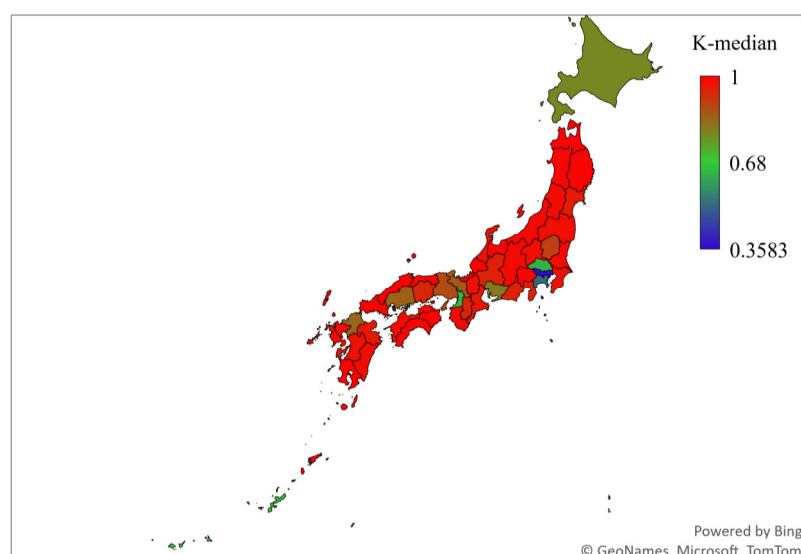 K-median
1
0.68
0.3583
Powered by Bing
© GeoNames, Microsoft, TomTom